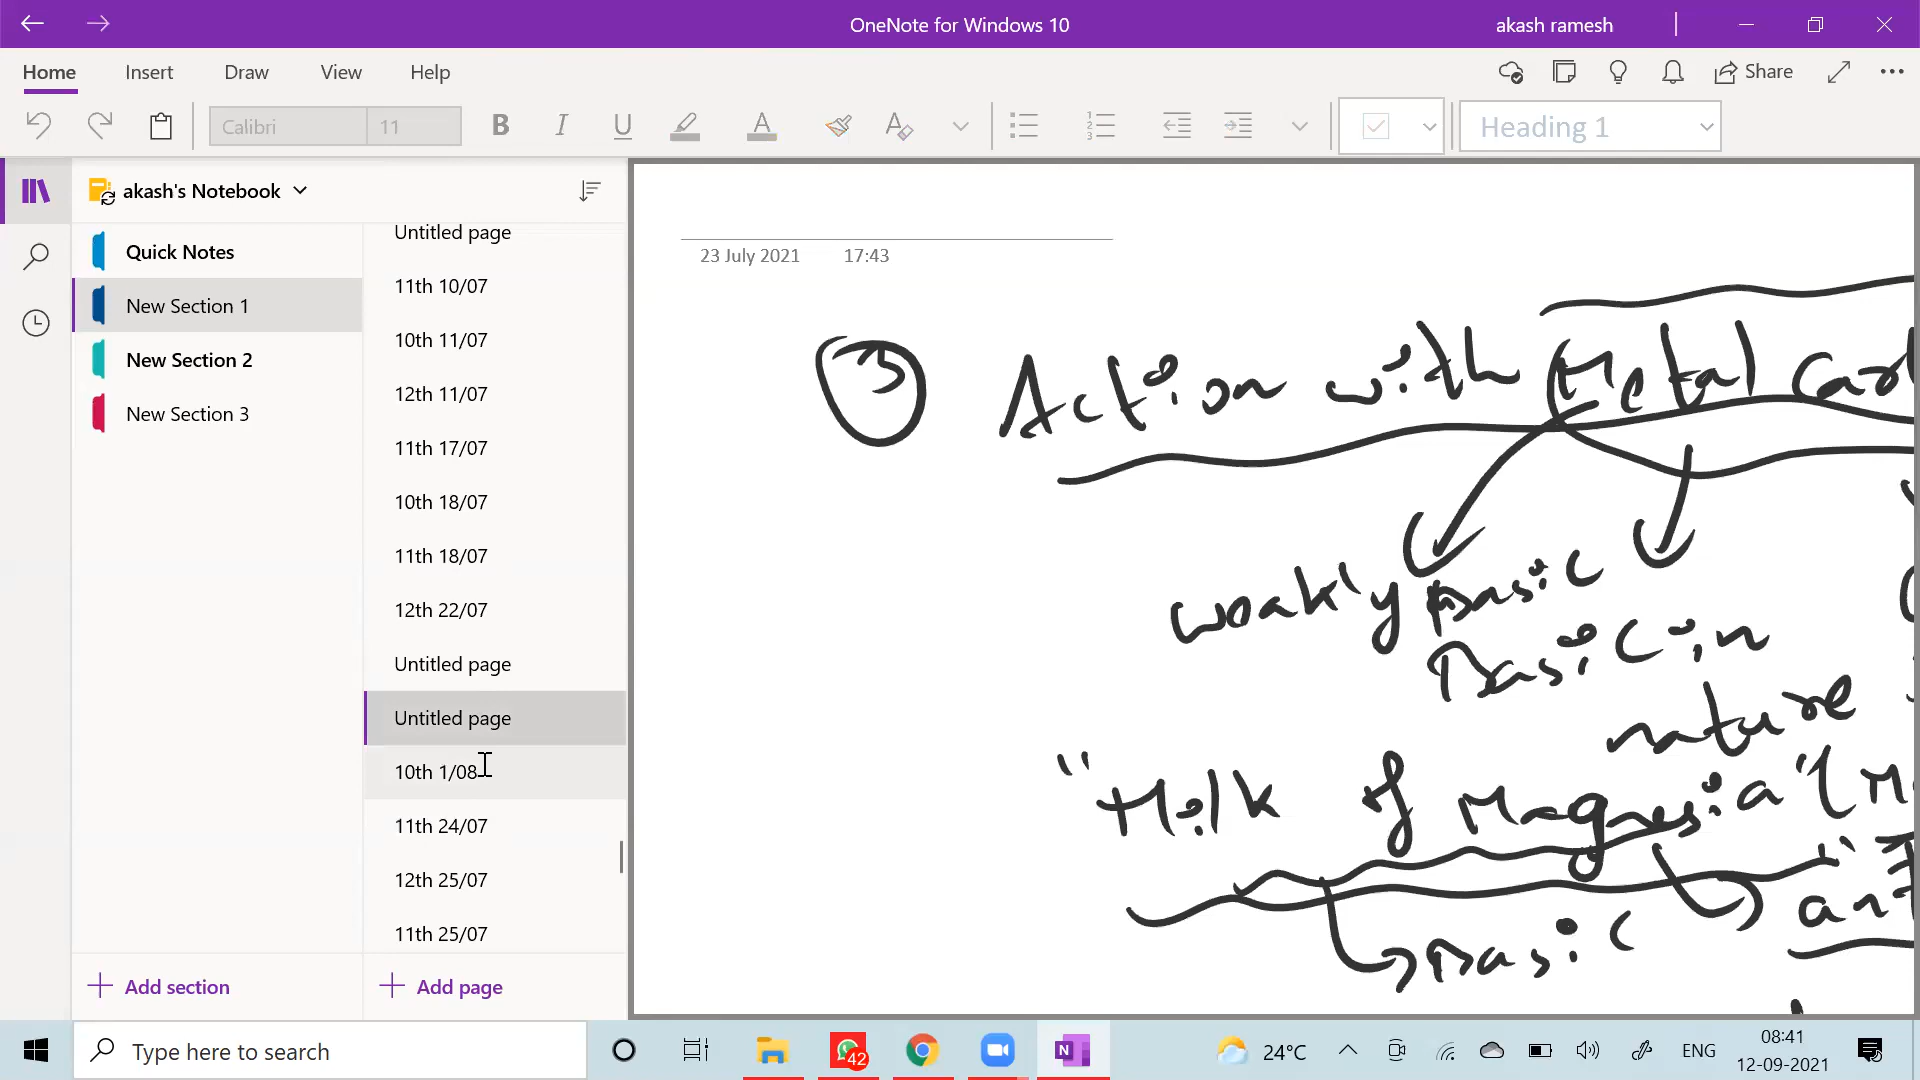 OneNote for Windows 10
akash ramesh
Home Insert Draw View Help
Share
Calibri 11 B I U A A
Heading 1
akash's Notebook
Quick Notes
New Section 1
New Section 2
New Section 3
Add section
Untitled page
11th 10/07
10th 11/07
12th 11/07
11th 17/07
10th 18/07
11th 18/07
12th 22/07
Untitled page
Untitled page
10th 1/08
11th 24/07
12th 25/07
11th 25/07
Add page
23 July 2021 17:43
3 Action with Metal Car
weakly Basic
Basic in
nature
"Milk of Magnesia" (M
Basic
Type here to search
42
N
24°C
ENG
08:41
12-09-2021